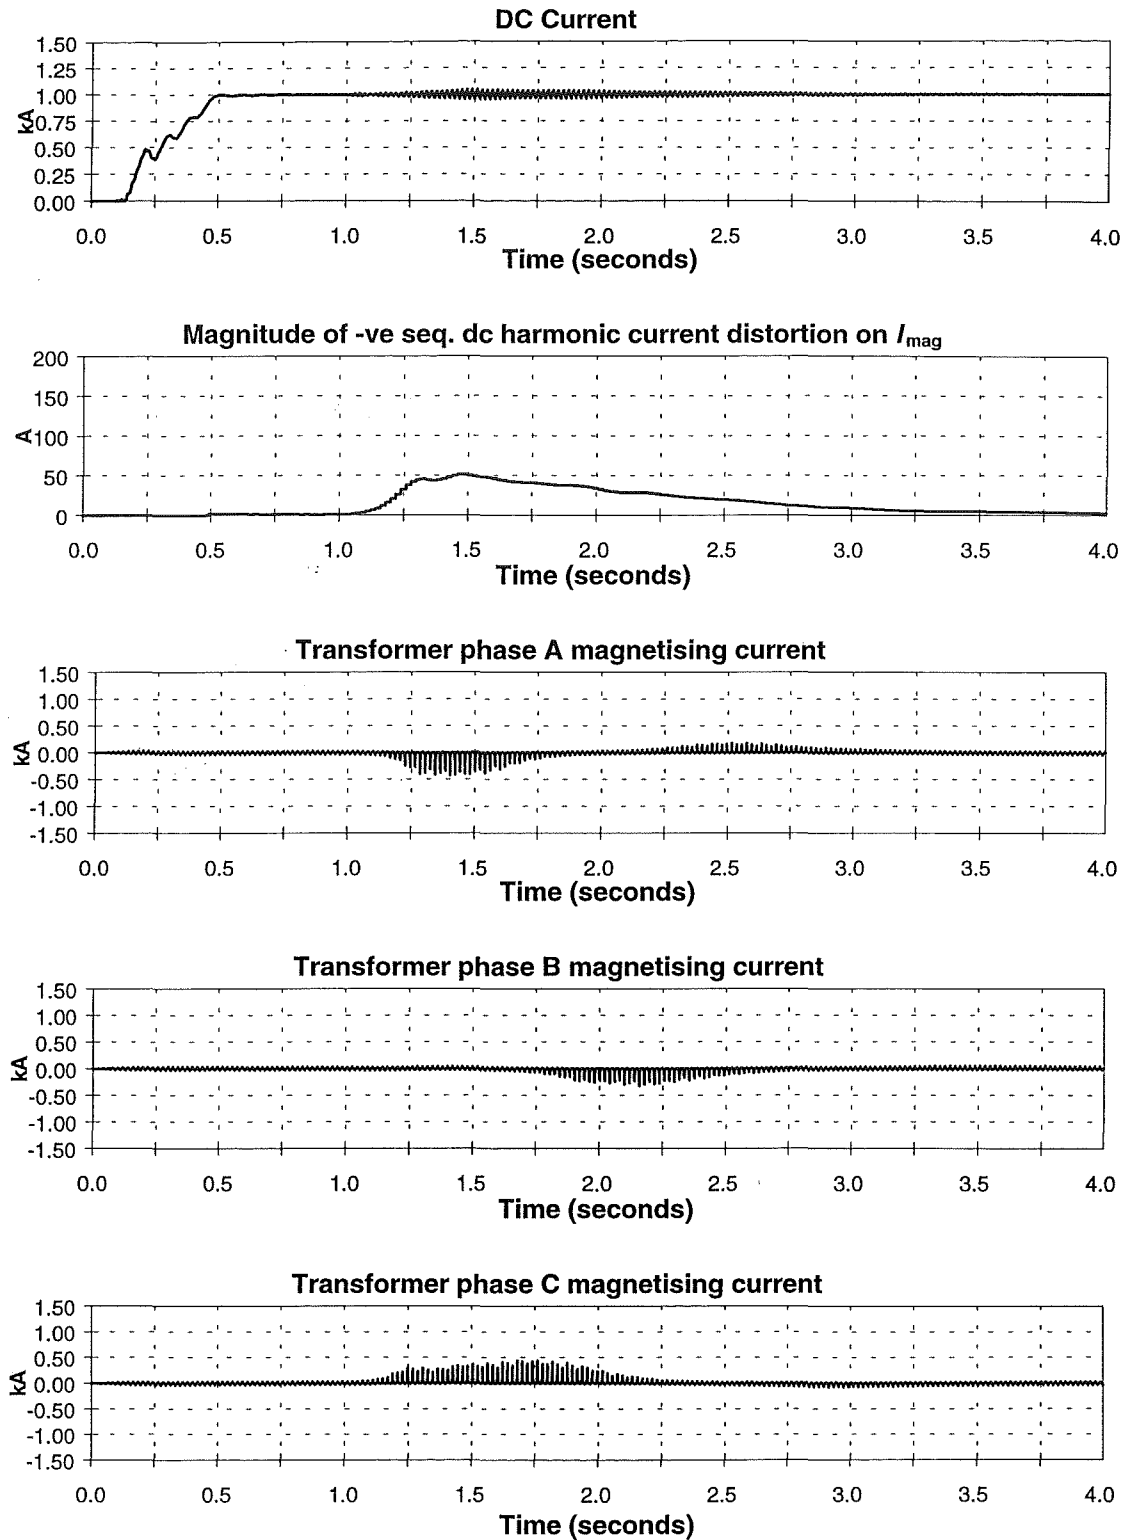 DC Current
1.50
1.25
1.00
0.75
0.50
0.25
0.00
kA
0.0 0.5 1.0 1.5 2.0 2.5 3.0 3.5 4.0
Time (seconds)
Magnitude of -ve seq. dc harmonic current distortion on Imag
200
150
100
50
0
A
0.0 0.5 1.0 1.5 2.0 2.5 3.0 3.5 4.0
Time (seconds)
Transformer phase A magnetising current
1.50
1.00
0.50
0.00
-0.50
-1.00
-1.50
kA
0.0 0.5 1.0 1.5 2.0 2.5 3.0 3.5 4.0
Time (seconds)
Transformer phase B magnetising current
1.50
1.00
0.50
0.00
-0.50
-1.00
-1.50
kA
0.0 0.5 1.0 1.5 2.0 2.5 3.0 3.5 4.0
Time (seconds)
Transformer phase C magnetising current
1.50
1.00
0.50
0.00
-0.50
-1.00
-1.50
kA
0.0 0.5 1.0 1.5 2.0 2.5 3.0 3.5 4.0
Time (seconds)